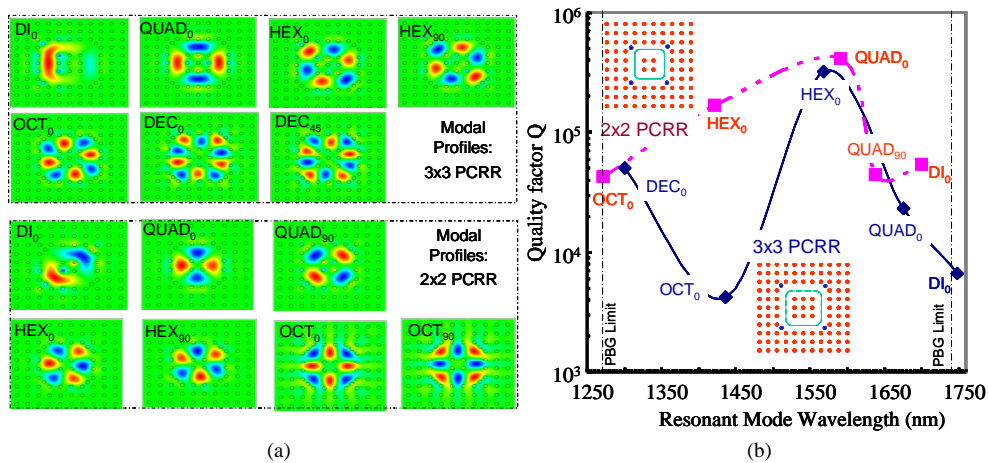 DI0
QUAD0
HEX0
HEX90
OCT0
DEC0
DEC45
Modal
Profiles:
3x3 PCRR
DI0
QUAD0
QUAD90
Modal
Profiles:
2x2 PCRR
HEX0
HEX90
OCT0
OCT90
(a)
Quality factor Q
10^6
10^5
10^4
10^3
2x2 PCRR
QUAD0
HEX0
HEX0
OCT0
DEC0
QUAD90
DI0
3x3 PCRR
QUAD0
OCT0
DI0
PBG Limit
PBG Limit
1250
1350
1450
1550
1650
1750
Resonant Mode Wavelength (nm)
(b)